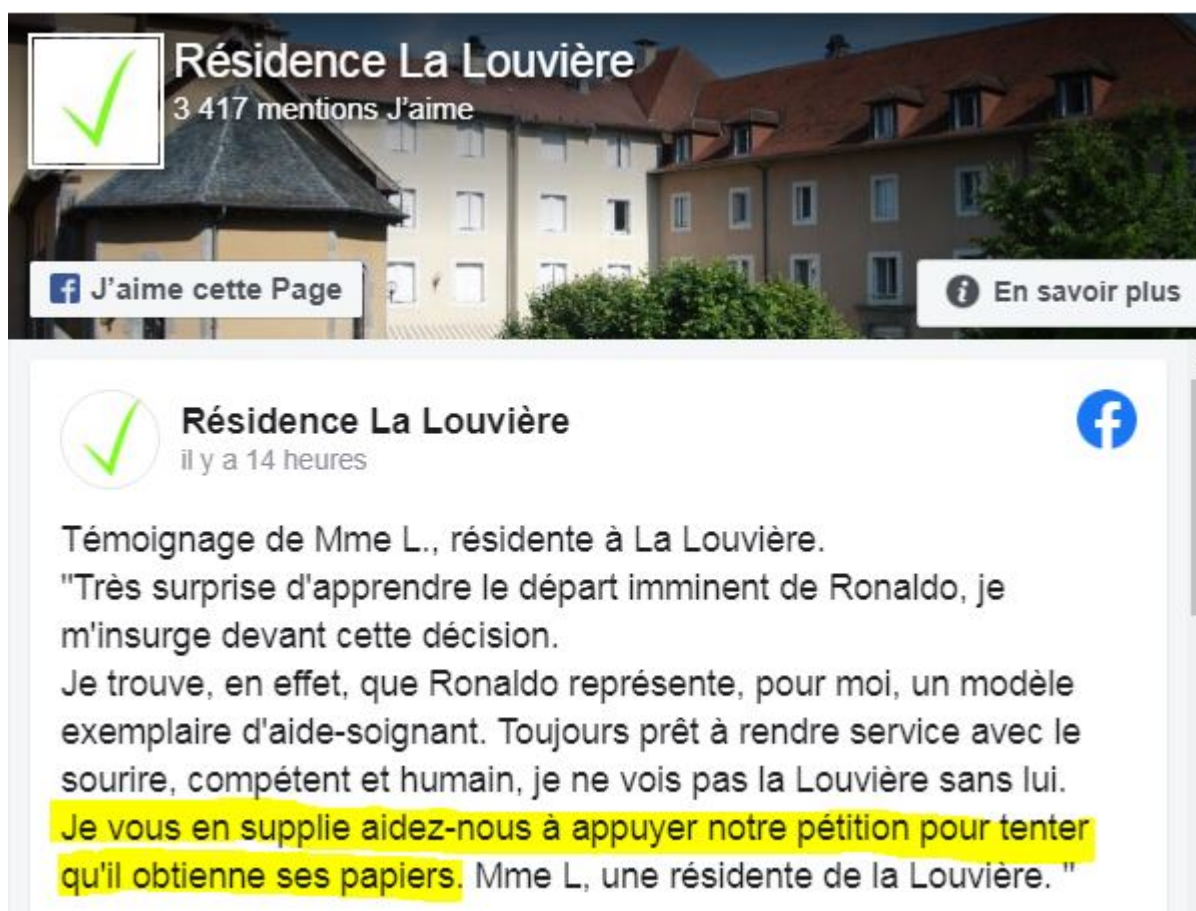 Résidence La Louvière
3 417 mentions J'aime
J'aime cette Page
En savoir plus
Résidence La Louvière
il y a 14 heures
Témoignage de Mme L., résidente à La Louvière.
"Très surprise d'apprendre le départ imminent de Ronaldo, je
m'insurge devant cette décision.
Je trouve, en effet, que Ronaldo représente, pour moi, un modèle
exemplaire d'aide-soignant. Toujours prêt à rendre service avec le
sourire, compétent et humain, je ne vois pas la Louvière sans lui.
Je vous en supplie aidez-nous à appuyer notre pétition pour tenter
qu'il obtienne ses papiers. Mme L, une résidente de la Louvière. "